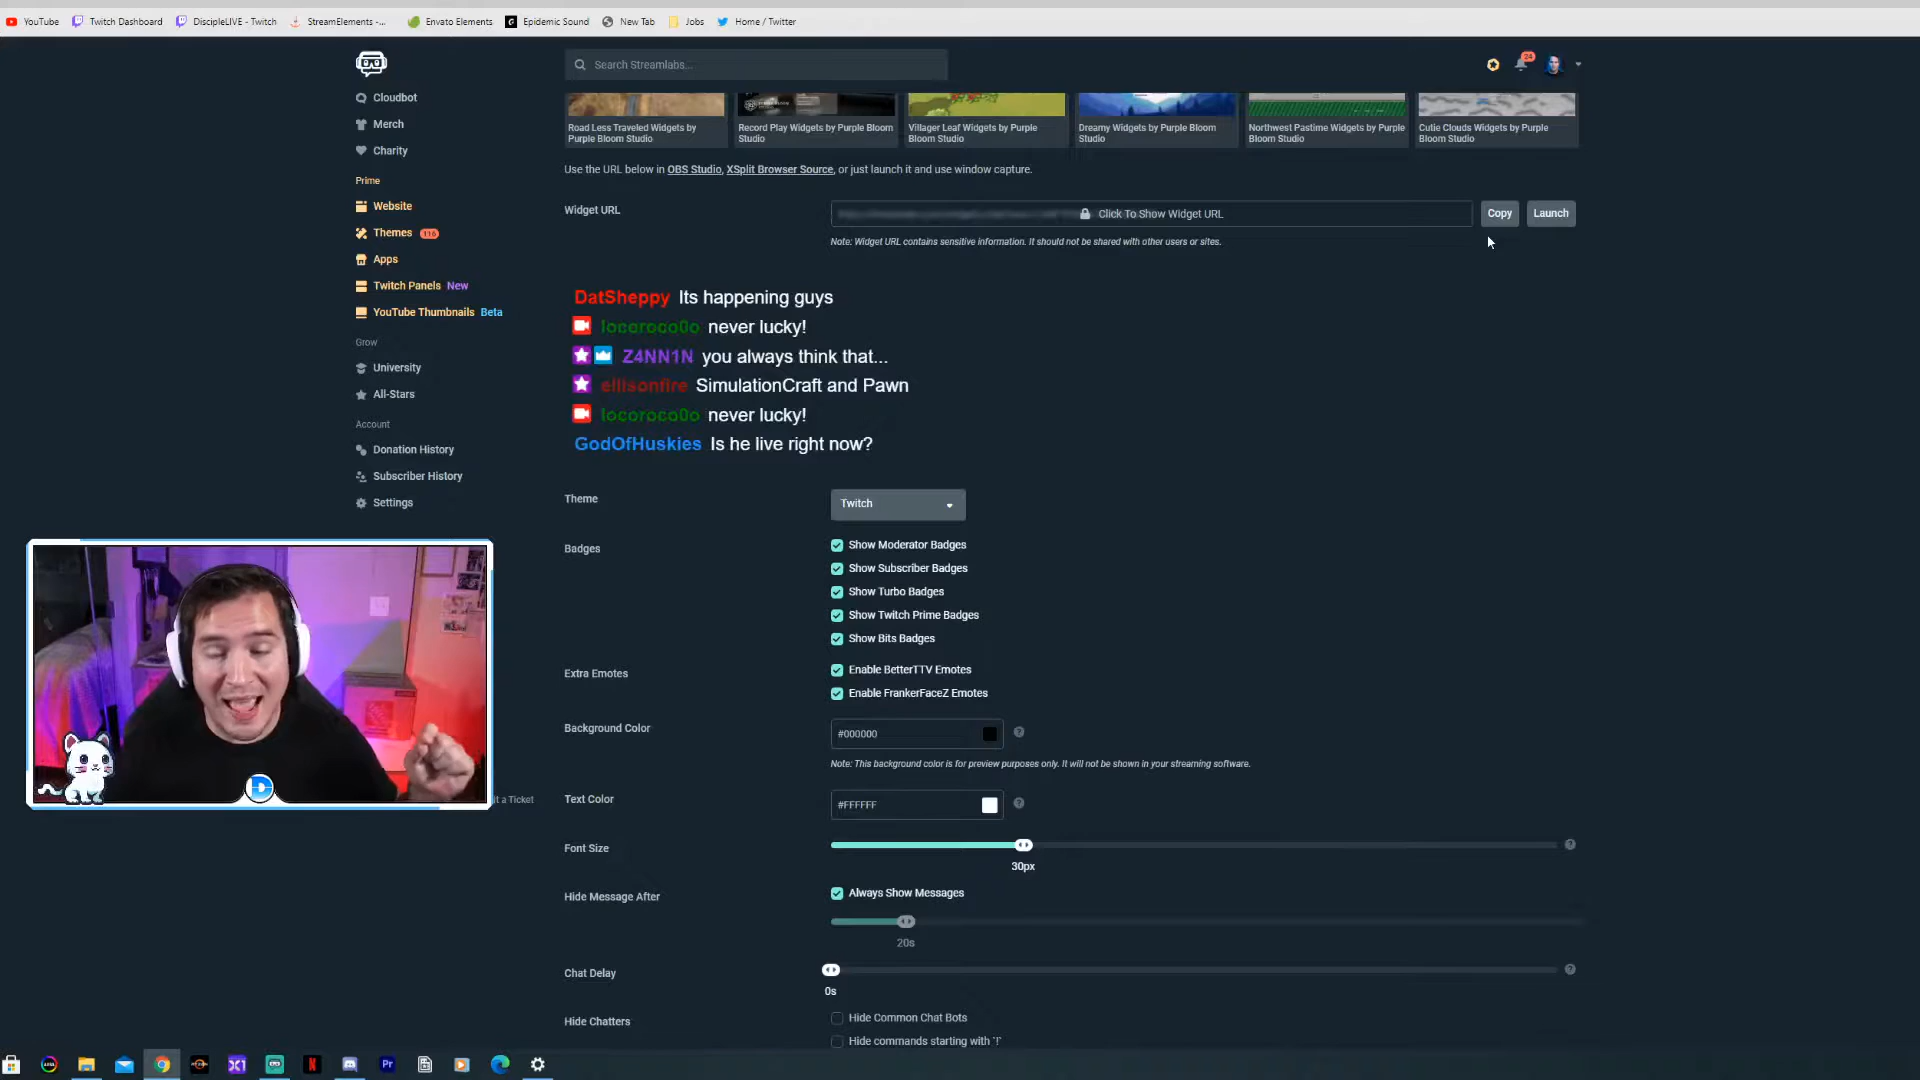 YouTube Twitch Dashboard DiscipleLIVE - Twitch StreamElements -... Envato Elements Epidemic Sound New Tab Jobs Home / Twitter
Search Streamlabs...
24
Cloudbot
Merch
Charity
Prime
Website
Themes 116
Apps
Twitch Panels New
YouTube Thumbnails Beta
Grow
University
All-Stars
Account
Donation History
Subscriber History
Settings
t a Ticket
Road Less Traveled Widgets by
Purple Bloom Studio
Record Play Widgets by Purple Bloom
Studio
Villager Leaf Widgets by Purple
Bloom Studio
Dreamy Widgets by Purple Bloom
Studio
Northwest Pastime Widgets by Purple
Bloom Studio
Cutie Clouds Widgets by Purple
Bloom Studio
Use the URL below in OBS Studio, XSplit Browser Source, or just launch it and use window capture.
Widget URL Click To Show Widget URL Copy Launch
Note: Widget URL contains sensitive information. It should not be shared with other users or sites.
DatSheppy Its happening guys
locoroco0o never lucky!
Z4NN1N you always think that...
ellisonfire SimulationCraft and Pawn
locoroco0o never lucky!
GodOfHuskies Is he live right now?
Theme Twitch
Badges Show Moderator Badges
Show Subscriber Badges
Show Turbo Badges
Show Twitch Prime Badges
Show Bits Badges
Extra Emotes Enable BetterTTV Emotes
Enable FrankerFaceZ Emotes
Background Color #000000
Note: This background color is for preview purposes only. It will not be shown in your streaming software.
Text Color #FFFFFF
Font Size
30px
Hide Message After Always Show Messages
20s
Chat Delay
0s
Hide Chatters Hide Common Chat Bots
Hide commands starting with `!`